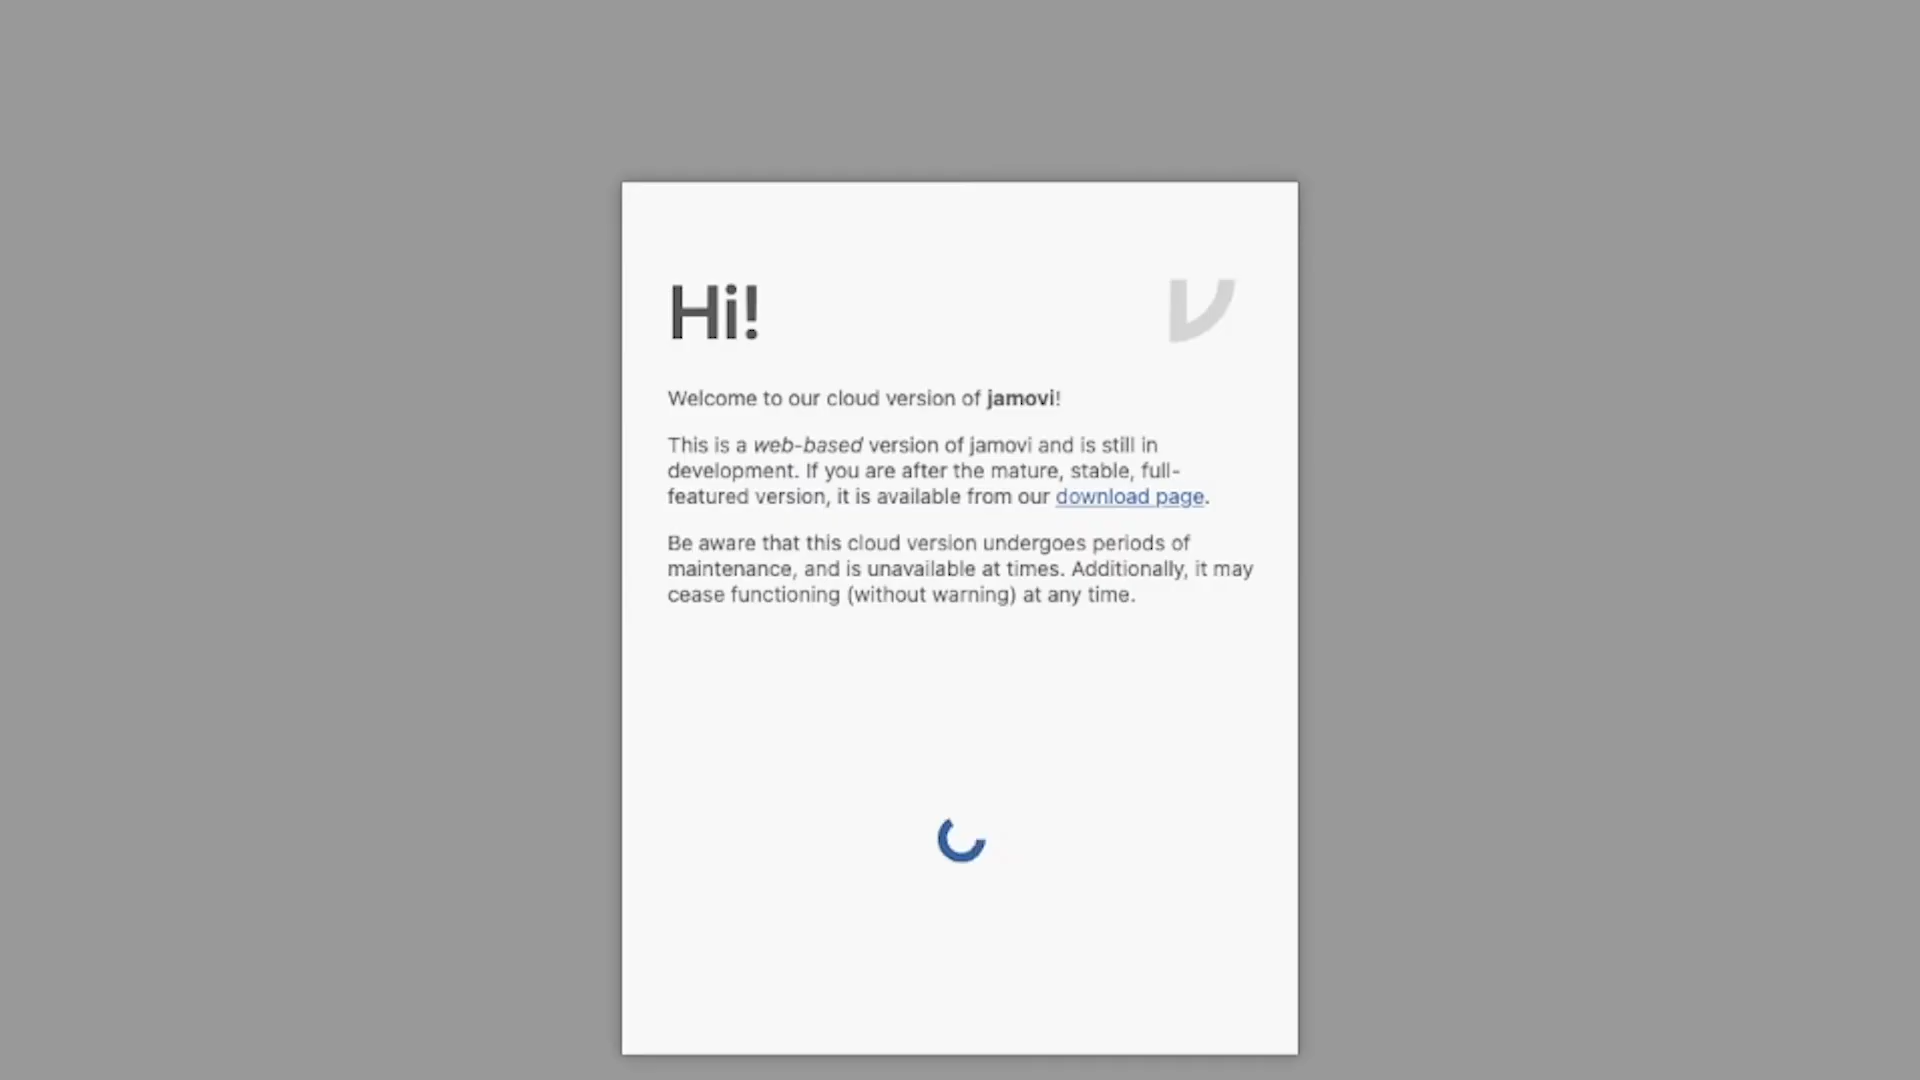 Hi!
Welcome to our cloud version of jamovi!
This is a web-based version of jamovi and is still in
development. If you are after the mature, stable, full-
featured version, it is available from our download page.
Be aware that this cloud version undergoes periods of
maintenance, and is unavailable at times. Additionally, it may
cease functioning (without warning) at any time.